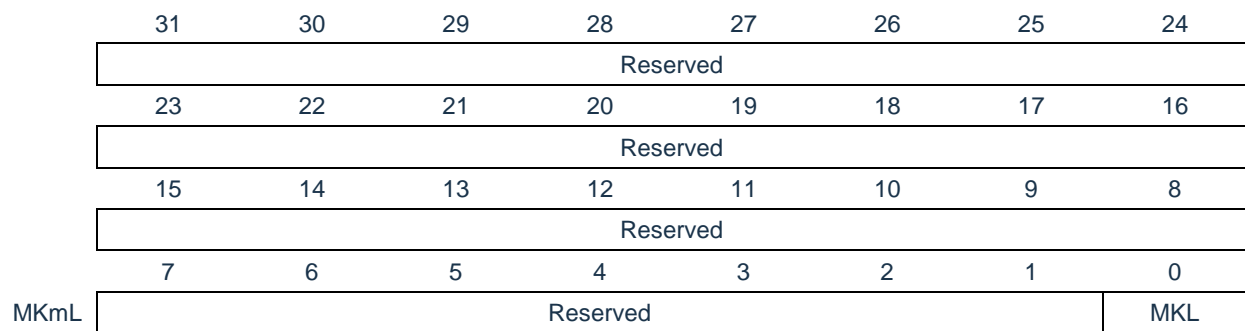 31 30 29 28 27 26 25 24
Reserved
23 22 21 20 19 18 17 16
Reserved
15 14 13 12 11 10 9 8
Reserved
7 6 5 4 3 2 1 0
MKmL Reserved MKL